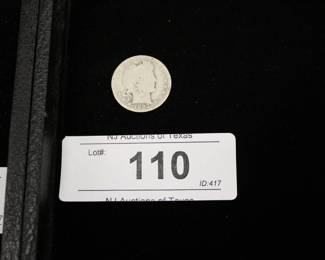 NJ Auctions of Texas
Lot#:
110
ID:417
NJ Auctions of Texas